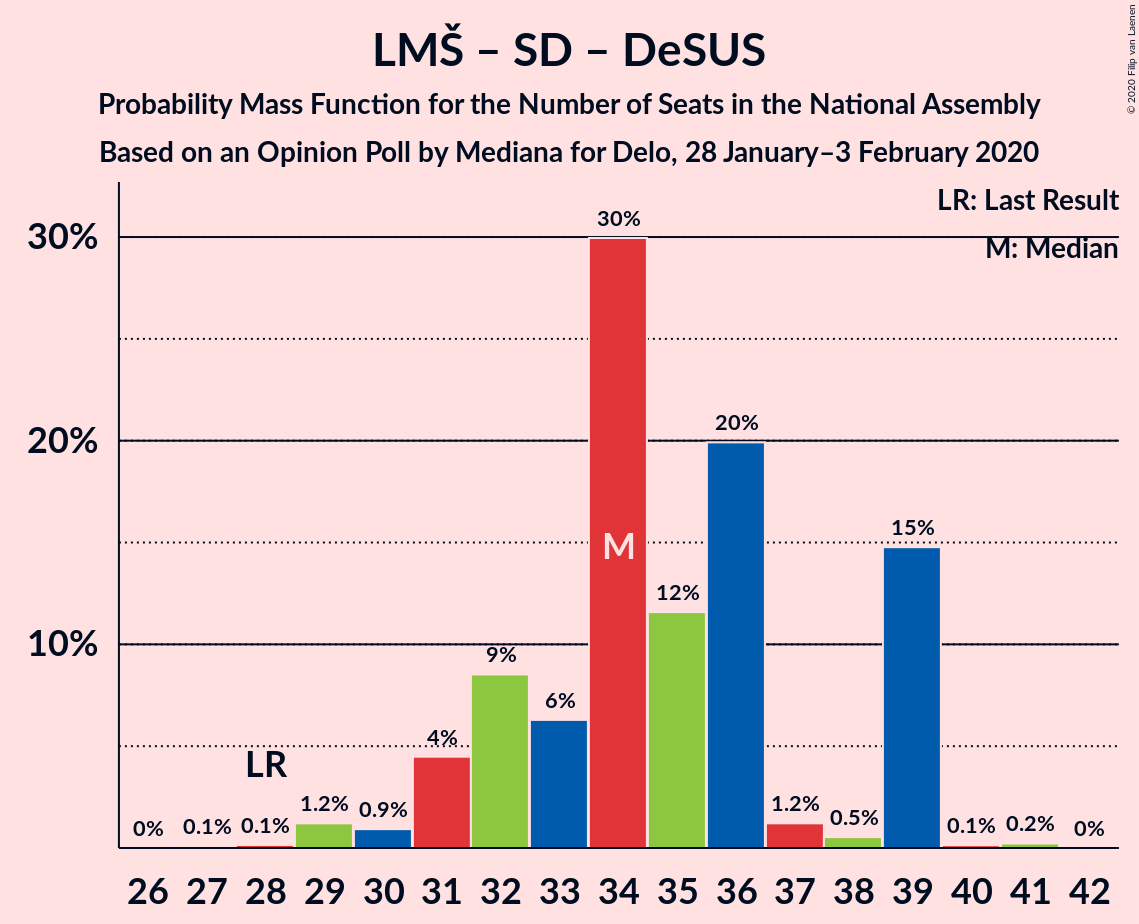 LMŠ – SD – DeSUS
Probability Mass Function for the Number of Seats in the National Assembly
Based on an Opinion Poll by Mediana for Delo, 28 January–3 February 2020
© 2020 Filip van Laenen
LR: Last Result
M: Median
30%
20%
10%
0%
0.1%
0.1%
1.2%
0.9%
4%
9%
6%
30%
12%
20%
1.2%
0.5%
15%
0.1%
0.2%
0%
LR
M
26 27 28 29 30 31 32 33 34 35 36 37 38 39 40 41 42